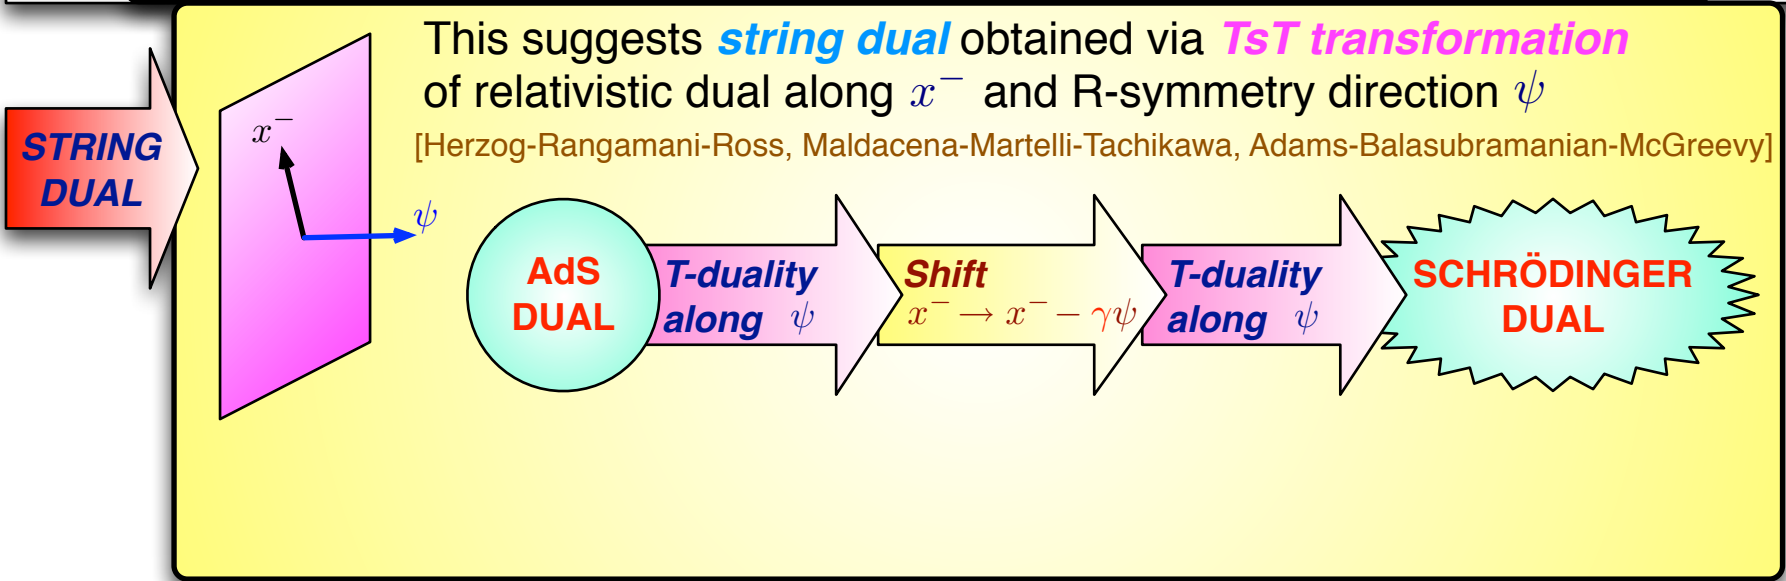 This suggests string dual obtained via TsT transformation
of relativistic dual along x⁻ and R-symmetry direction ψ
[Herzog-Rangamani-Ross, Maldacena-Martelli-Tachikawa, Adams-Balasubramanian-McGreevy]
STRING
DUAL
x⁻
ψ
AdS
DUAL
T-duality
along ψ
Shift
x⁻ → x⁻ − γψ
T-duality
along ψ
SCHRÖDINGER
DUAL